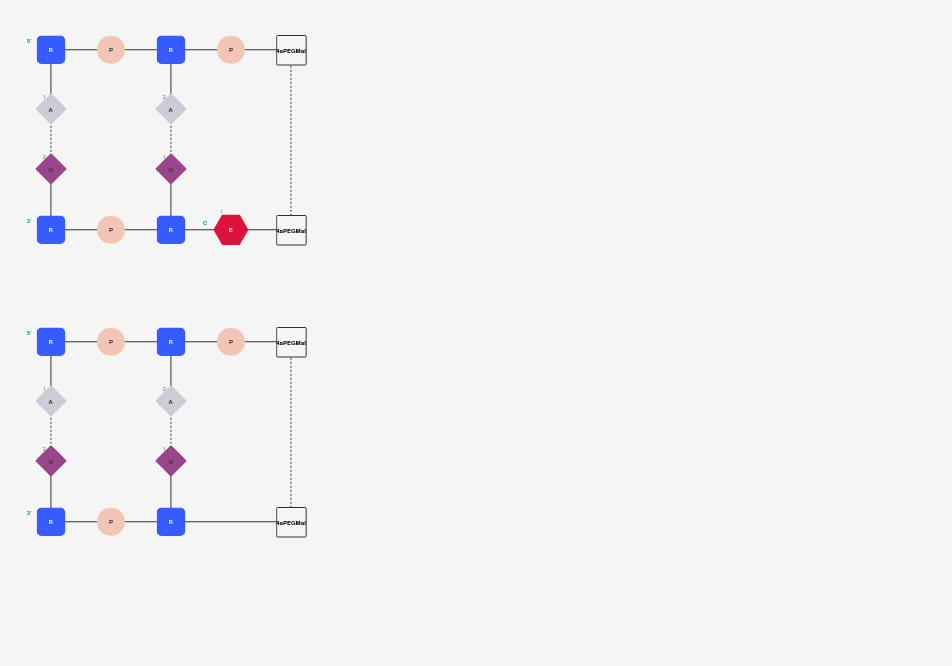 5' R P R P 4aPEGMal
1 A 2 A
2 U 1 U
1
3' R P R C E 4aPEGMal
5' R P R P 4aPEGMal
1 A 2 A
2 U 1 U
3' R P R 4aPEGMal